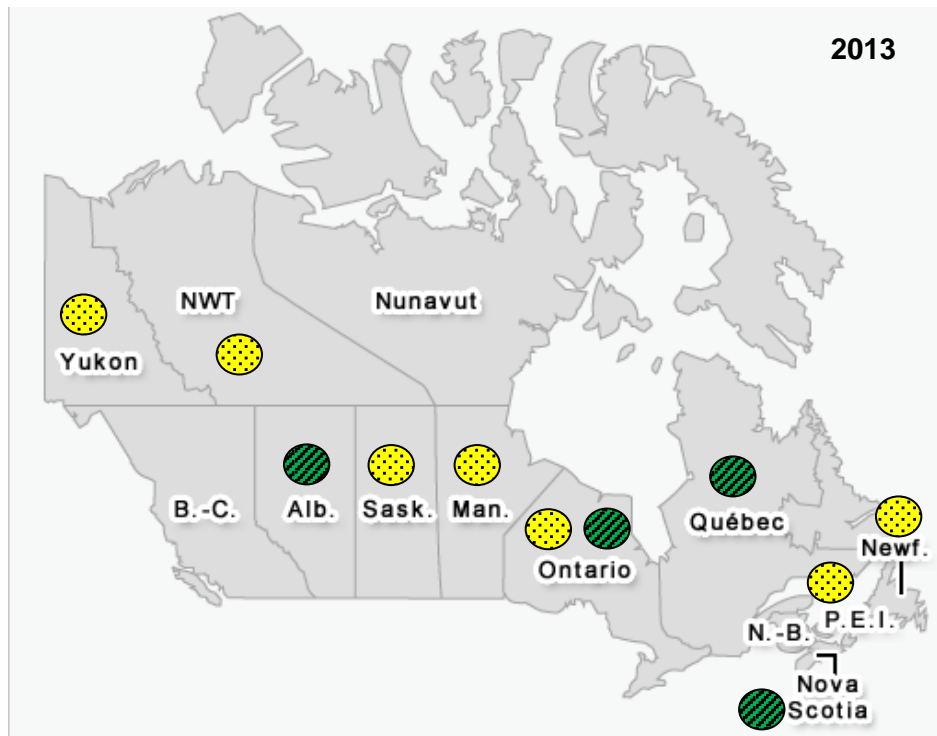 2013
NWT
Nunavut
Yukon
B.-C.
Alb.
Sask.
Man.
Ontario
Québec
Newf.
P.E.I.
N.-B.
Nova
Scotia